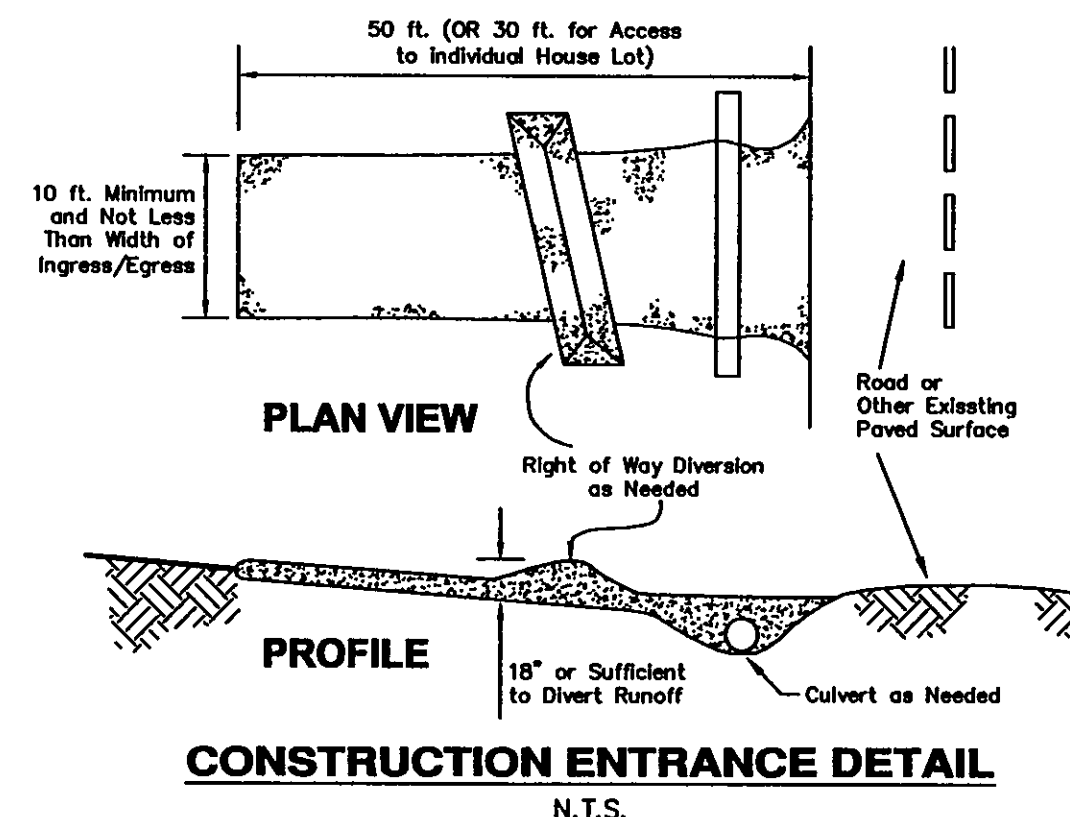 50 ft. (OR 30 ft. for Access
to individual House Lot)
10 ft. Minimum
and Not Less
Than Width of
Ingress/Egress
PLAN VIEW
Road or
Other Exissting
Paved Surface
Right of Way Diversion
as Needed
PROFILE
18" or Sufficient
to Divert Runoff
Culvert as Needed
CONSTRUCTION ENTRANCE DETAIL
N.T.S.